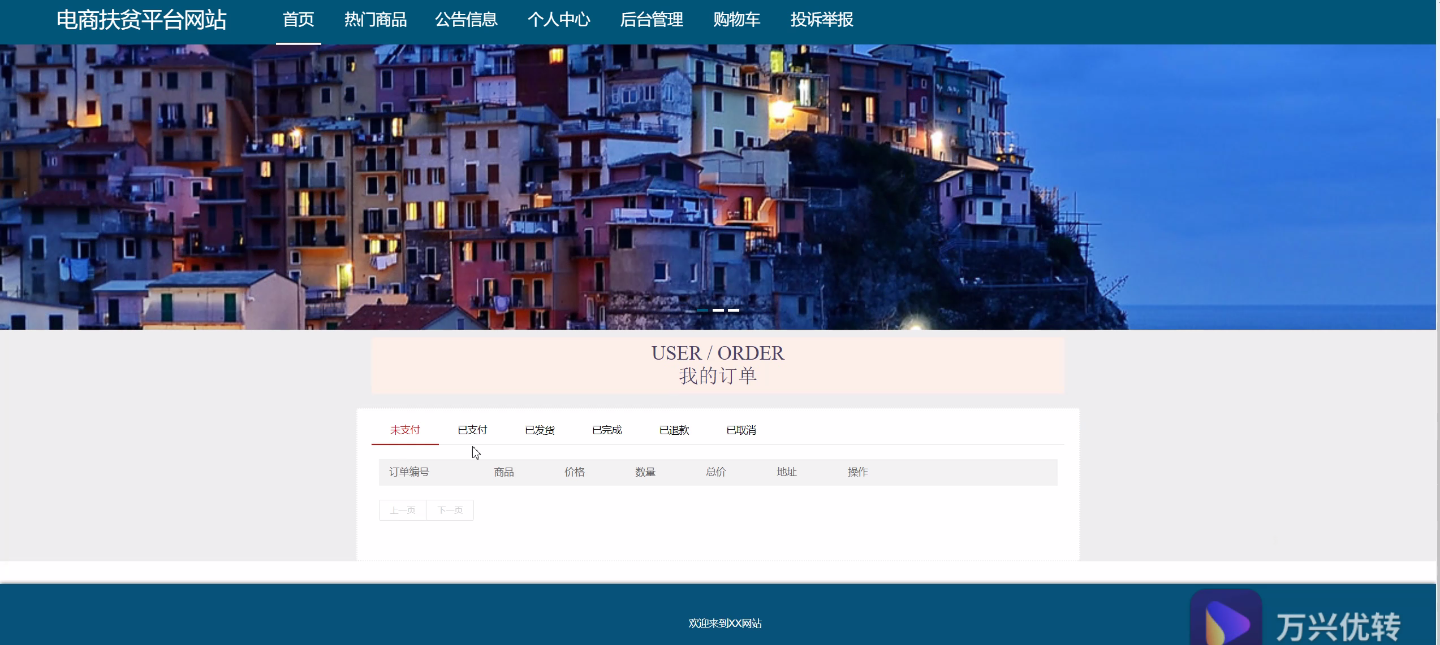 电商扶贫平台网站 首页 热门商品 公告信息 个人中心 后台管理 购物车 投诉举报
USER / ORDER
我的订单
未支付 已支付 已发货 已完成 已退款 已取消
订单编号 商品 价格 数量 总价 地址 操作
上一页 下一页
欢迎来到XX网站
万兴优转